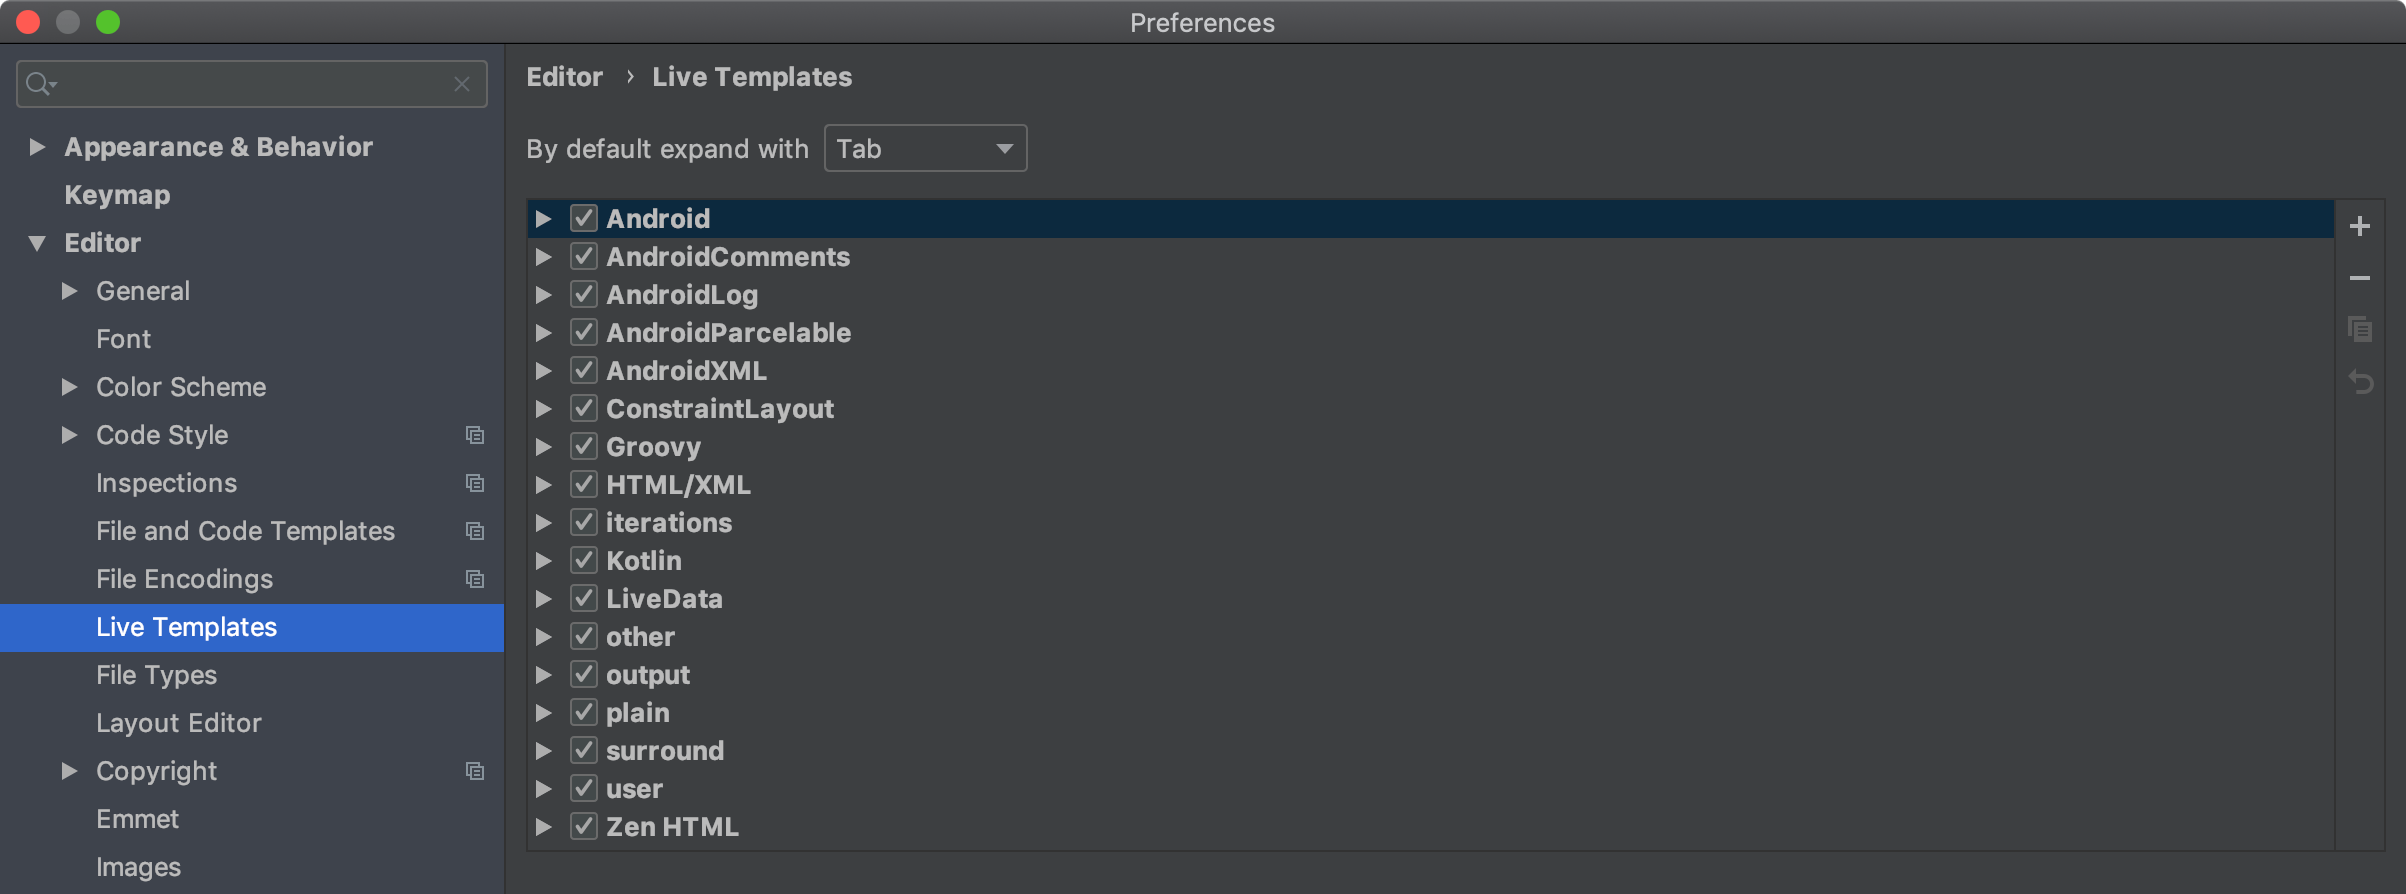 Preferences
Appearance & Behavior
Keymap
Editor
General
Font
Color Scheme
Code Style
Inspections
File and Code Templates
File Encodings
Live Templates
File Types
Layout Editor
Copyright
Emmet
Images
Editor › Live Templates
By default expand with Tab
Android
AndroidComments
AndroidLog
AndroidParcelable
AndroidXML
ConstraintLayout
Groovy
HTML/XML
iterations
Kotlin
LiveData
other
output
plain
surround
user
Zen HTML